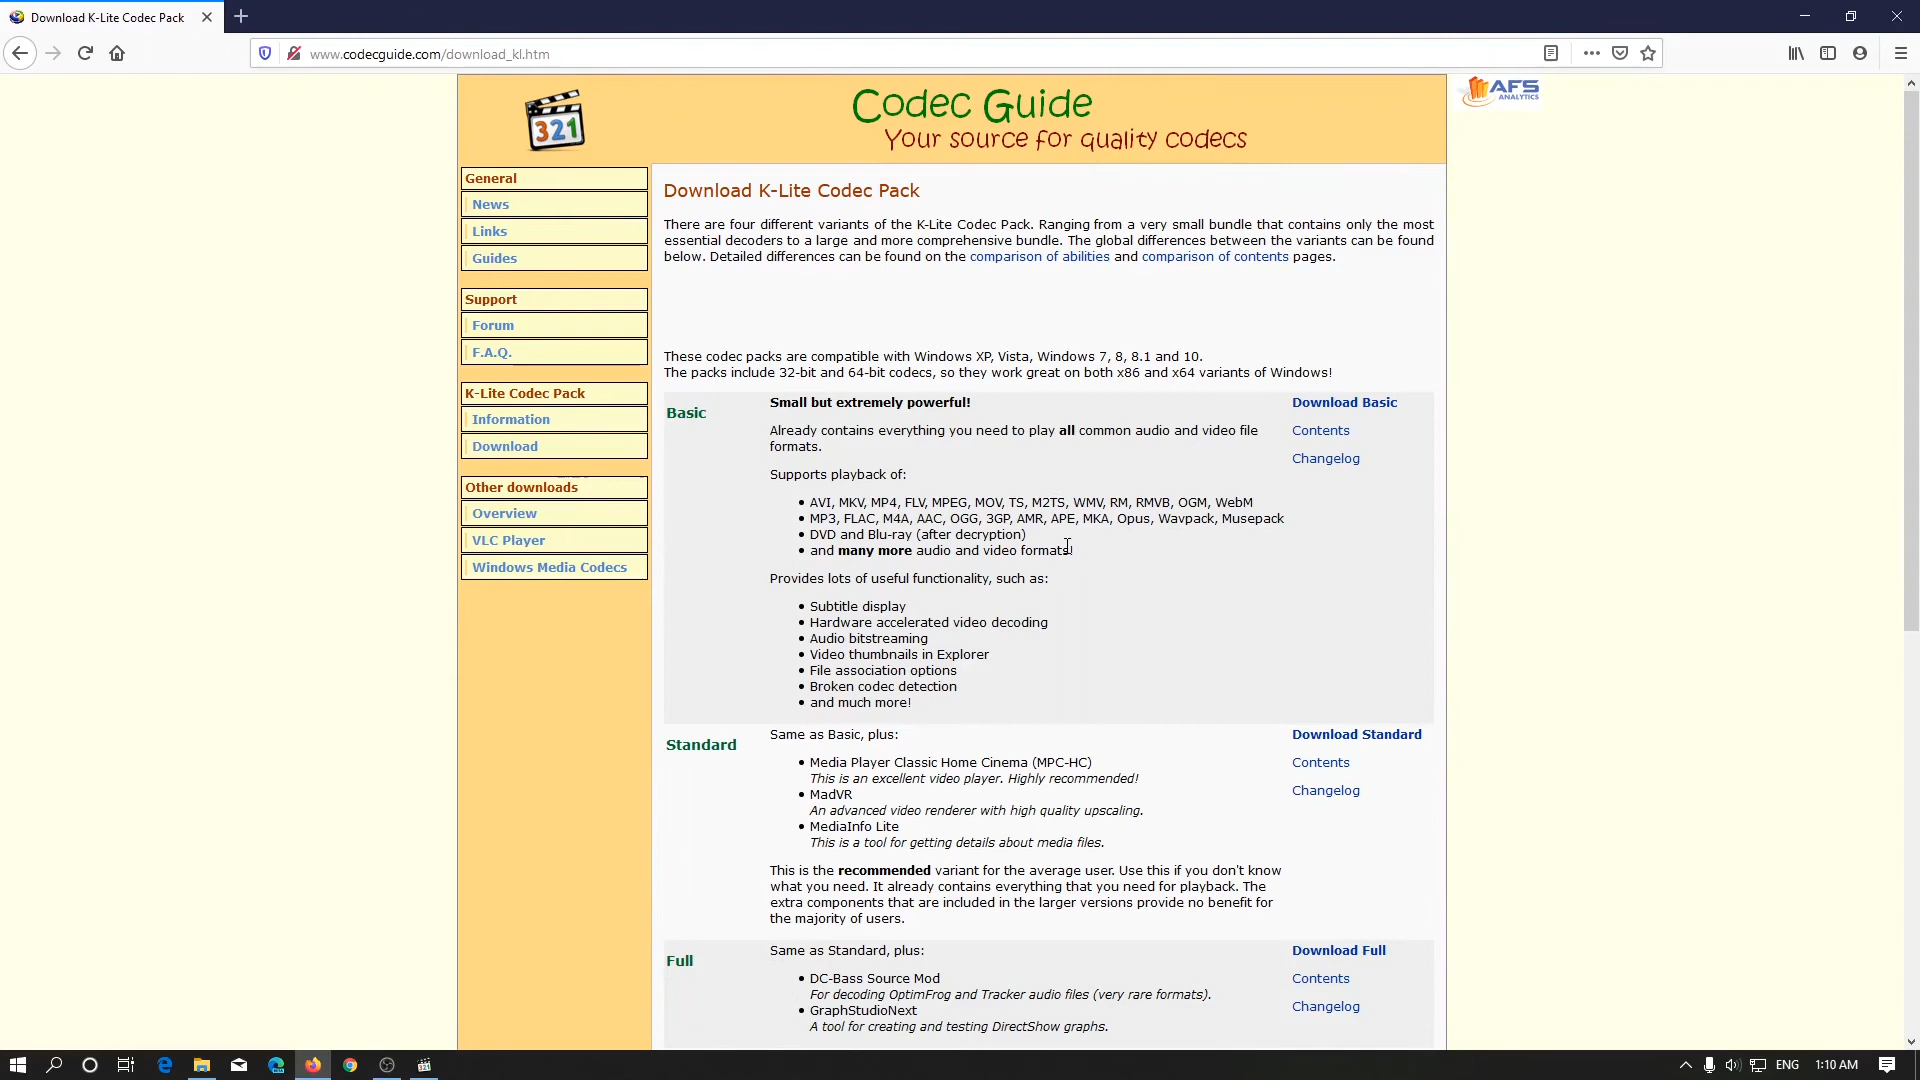 Download K-Lite Codec Pack
www.codecguide.com/download_kl.htm
321
Codec Guide
Your source for quality codecs
AFS
ANALYTICS
General
News
Links
Guides
Support
Forum
F.A.Q.
K-Lite Codec Pack
Information
Download
Other downloads
Overview
VLC Player
Windows Media Codecs
Download K-Lite Codec Pack
There are four different variants of the K-Lite Codec Pack. Ranging from a very small bundle that contains only the most
essential decoders to a large and more comprehensive bundle. The global differences between the variants can be found
below. Detailed differences can be found on the comparison of abilities and comparison of contents pages.
These codec packs are compatible with Windows XP, Vista, Windows 7, 8, 8.1 and 10.
The packs include 32-bit and 64-bit codecs, so they work great on both x86 and x64 variants of Windows!
Basic
Small but extremely powerful!
Already contains everything you need to play all common audio and video file
formats.
Supports playback of:
• AVI, MKV, MP4, FLV, MPEG, MOV, TS, M2TS, WMV, RM, RMVB, OGM, WebM
• MP3, FLAC, M4A, AAC, OGG, 3GP, AMR, APE, MKA, Opus, Wavpack, Musepack
• DVD and Blu-ray (after decryption)
• and many more audio and video formats!
Provides lots of useful functionality, such as:
• Subtitle display
• Hardware accelerated video decoding
• Audio bitstreaming
• Video thumbnails in Explorer
• File association options
• Broken codec detection
• and much more!
Download Basic
Contents
Changelog
Standard
Same as Basic, plus:
• Media Player Classic Home Cinema (MPC-HC)
This is an excellent video player. Highly recommended!
• MadVR
An advanced video renderer with high quality upscaling.
• MediaInfo Lite
This is a tool for getting details about media files.
This is the recommended variant for the average user. Use this if you don't know
what you need. It already contains everything that you need for playback. The
extra components that are included in the larger versions provide no benefit for
the majority of users.
Download Standard
Contents
Changelog
Full
Same as Standard, plus:
• DC-Bass Source Mod
For decoding OptimFrog and Tracker audio files (very rare formats).
• GraphStudioNext
A tool for creating and testing DirectShow graphs.
Download Full
Contents
Changelog
ENG
1:10 AM